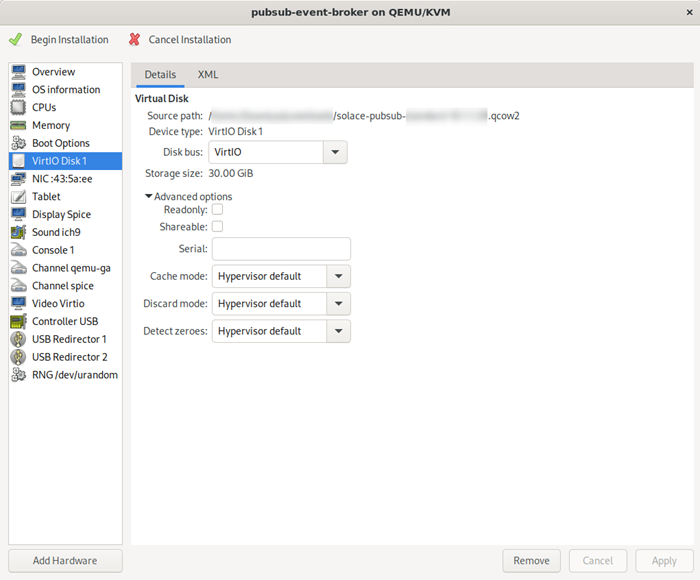 pubsub-event-broker on QEMU/KVM
×
Begin Installation
Cancel Installation
Overview
OS information
CPUs
Memory
Boot Options
VirtIO Disk 1
NIC :43:5a:ee
Tablet
Display Spice
Sound ich9
Console 1
Channel qemu-ga
Channel spice
Video Virtio
Controller USB
USB Redirector 1
USB Redirector 2
RNG /dev/urandom
Add Hardware
Details
XML
Virtual Disk
Source path: / /solace-pubsub- .qcow2
Device type: VirtIO Disk 1
Disk bus: VirtIO
Storage size: 30.00 GiB
Advanced options
Readonly:
Shareable:
Serial:
Cache mode: Hypervisor default
Discard mode: Hypervisor default
Detect zeroes: Hypervisor default
Remove
Cancel
Apply